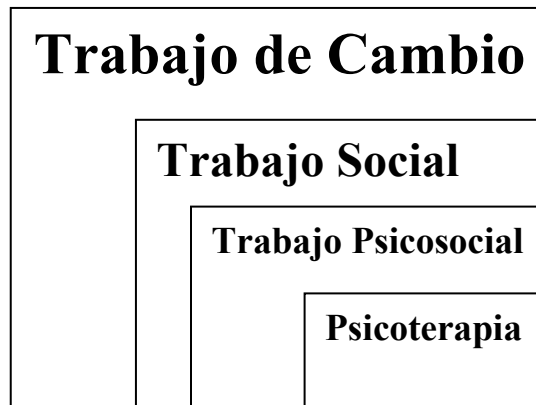 Trabajo de Cambio
Trabajo Social
Trabajo Psicosocial
Psicoterapia